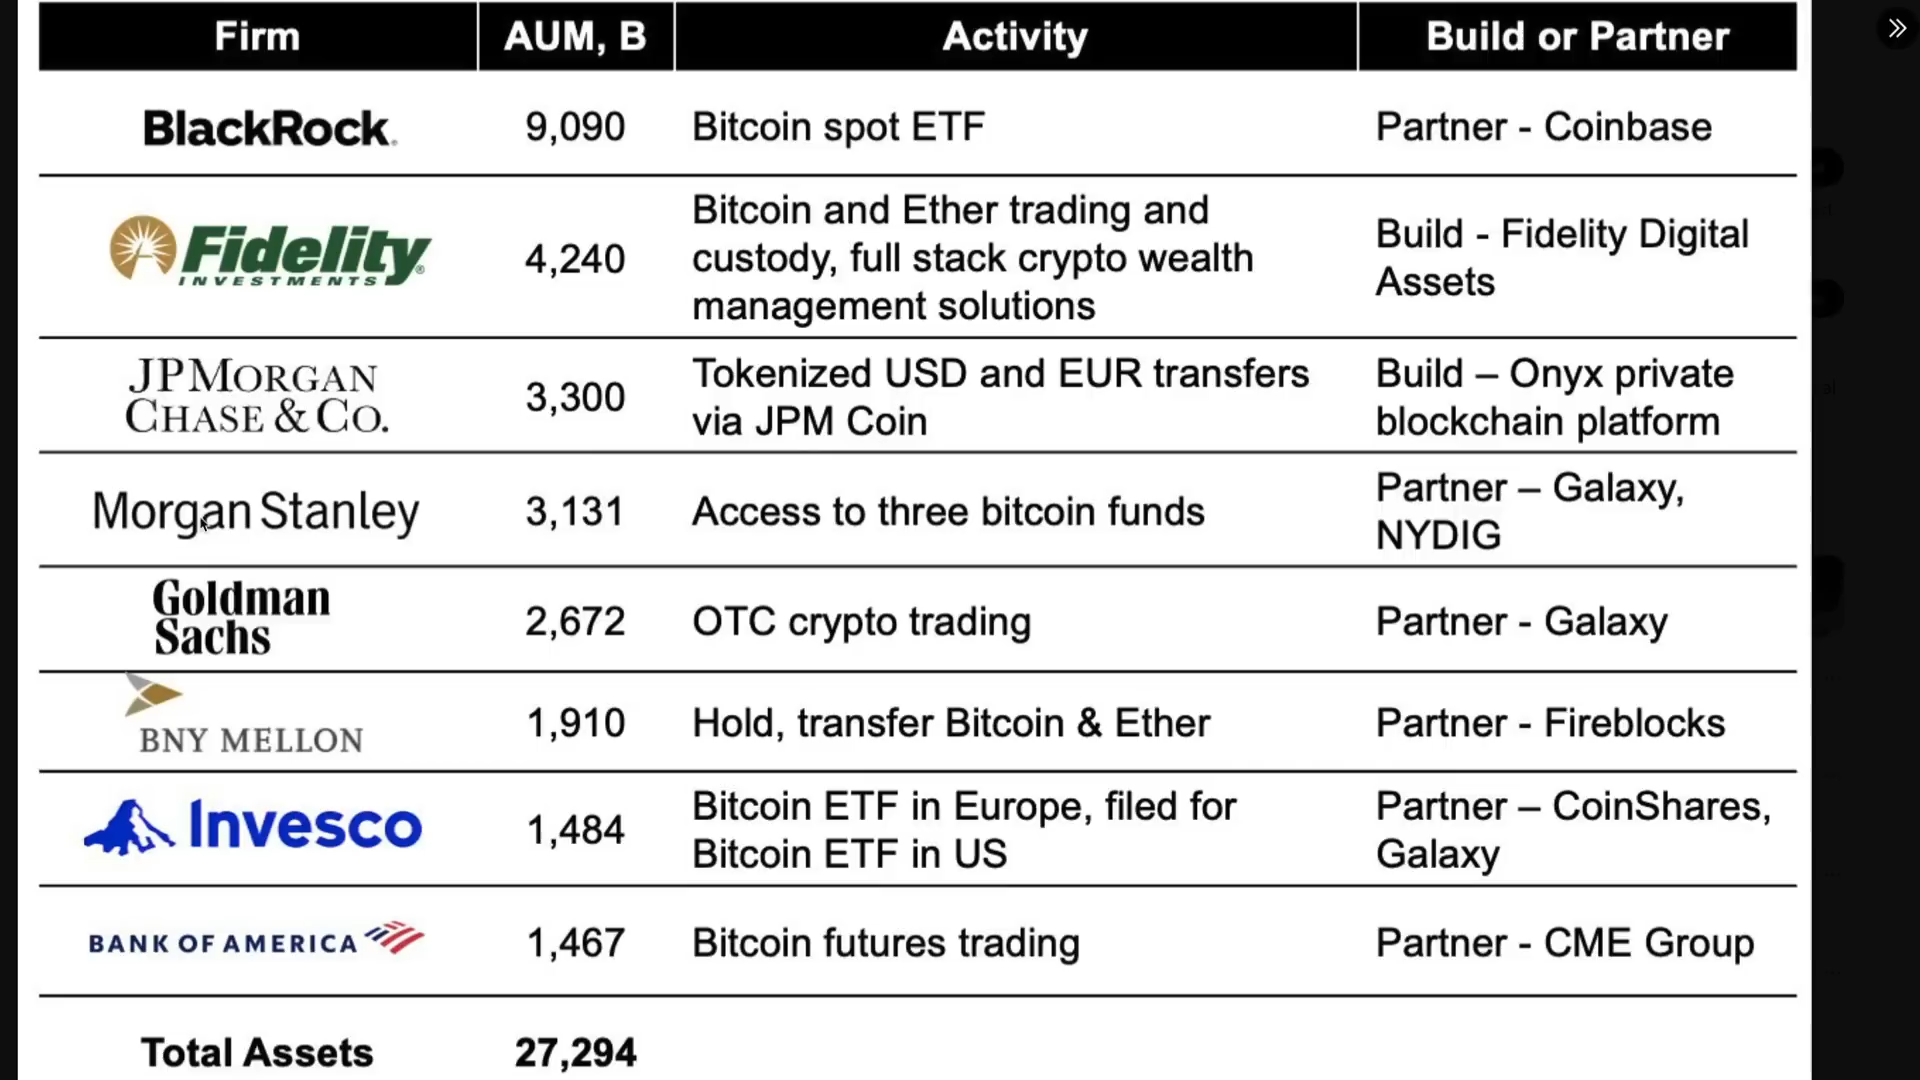 Firm AUM, B Activity Build or Partner
BlackRock. 9,090 Bitcoin spot ETF Partner - Coinbase
Fidelity
INVESTMENTS
®
4,240
Bitcoin and Ether trading and
custody, full stack crypto wealth
management solutions
Build - Fidelity Digital
Assets
JPMORGAN
CHASE & CO.
3,300
Tokenized USD and EUR transfers
via JPM Coin
Build – Onyx private
blockchain platform
Morgan Stanley 3,131 Access to three bitcoin funds
Partner – Galaxy,
NYDIG
Goldman
Sachs
2,672 OTC crypto trading Partner - Galaxy
BNY MELLON 1,910 Hold, transfer Bitcoin & Ether Partner - Fireblocks
Invesco 1,484
Bitcoin ETF in Europe, filed for
Bitcoin ETF in US
Partner – CoinShares,
Galaxy
BANK OF AMERICA 1,467 Bitcoin futures trading Partner - CME Group
Total Assets 27,294